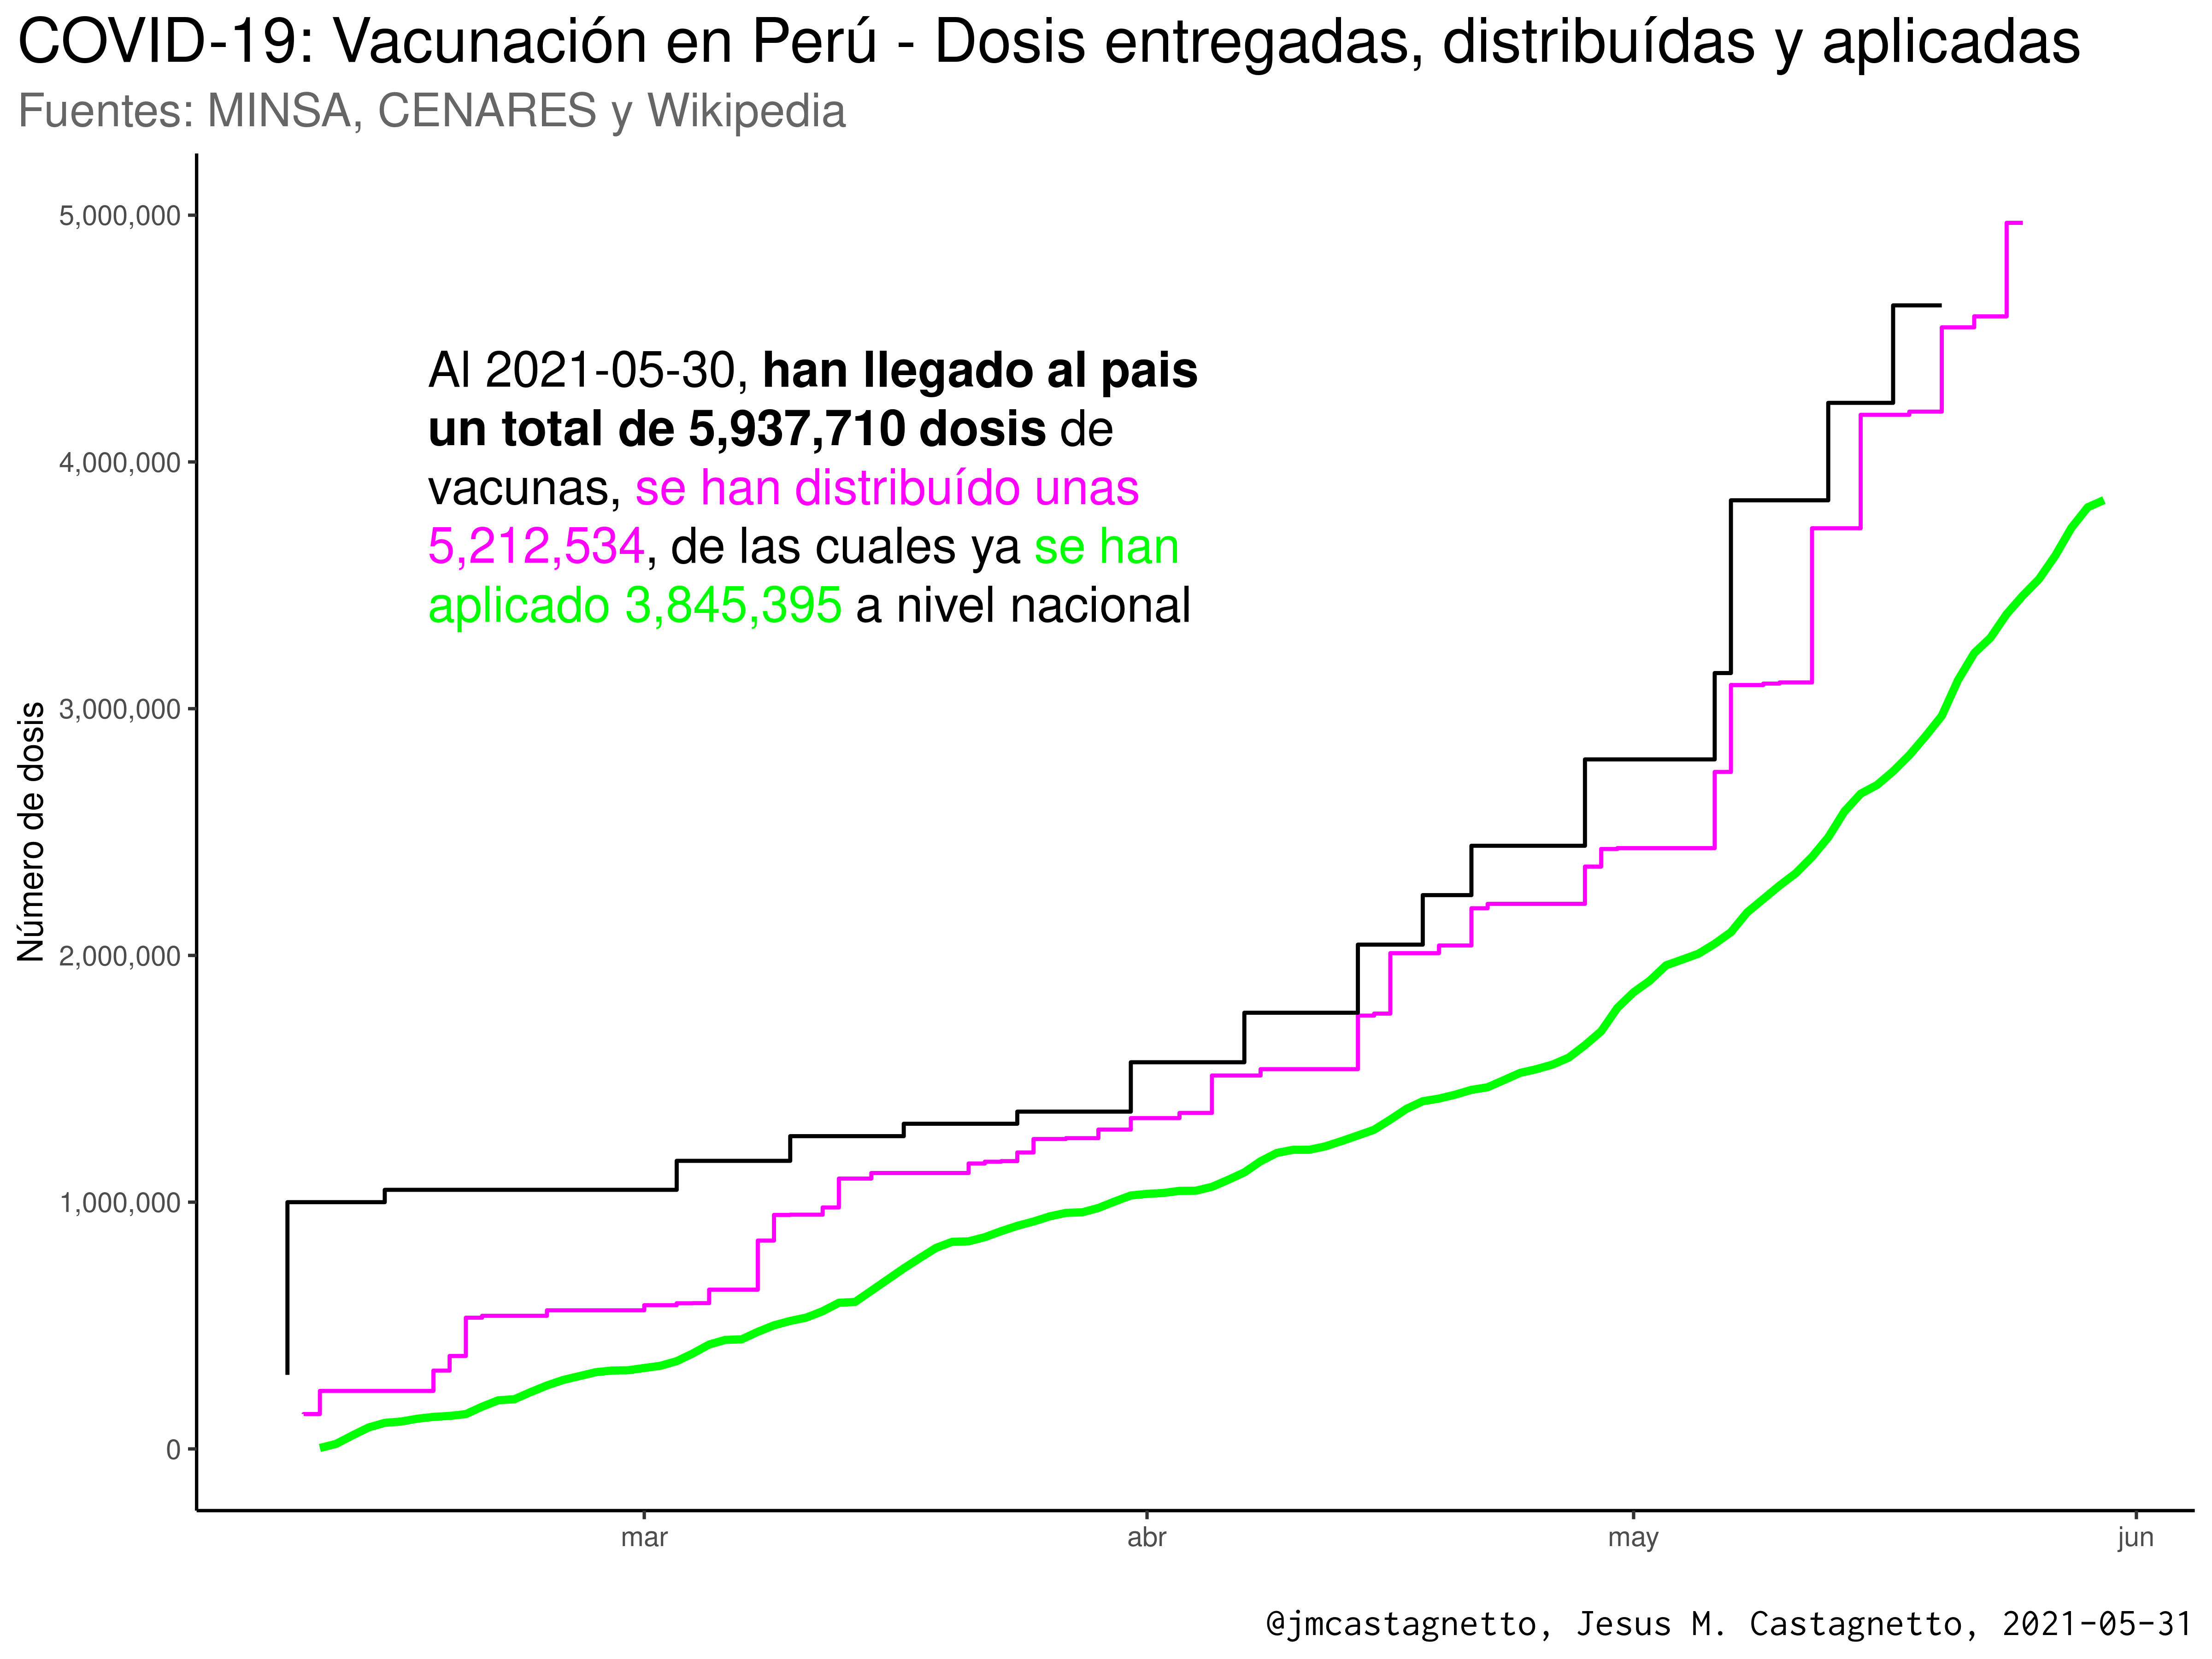 COVID-19: Vacunación en Perú - Dosis entregadas, distribuídas y aplicadas
Fuentes: MINSA, CENARES y Wikipedia
Número de dosis
5,000,000
4,000,000
3,000,000
2,000,000
1,000,000
0
Al 2021-05-30, han llegado al pais
un total de 5,937,710 dosis de
vacunas, se han distribuído unas
5,212,534, de las cuales ya se han
aplicado 3,845,395 a nivel nacional
mar
abr
may
jun
@jmcastagnetto, Jesus M. Castagnetto, 2021-05-31